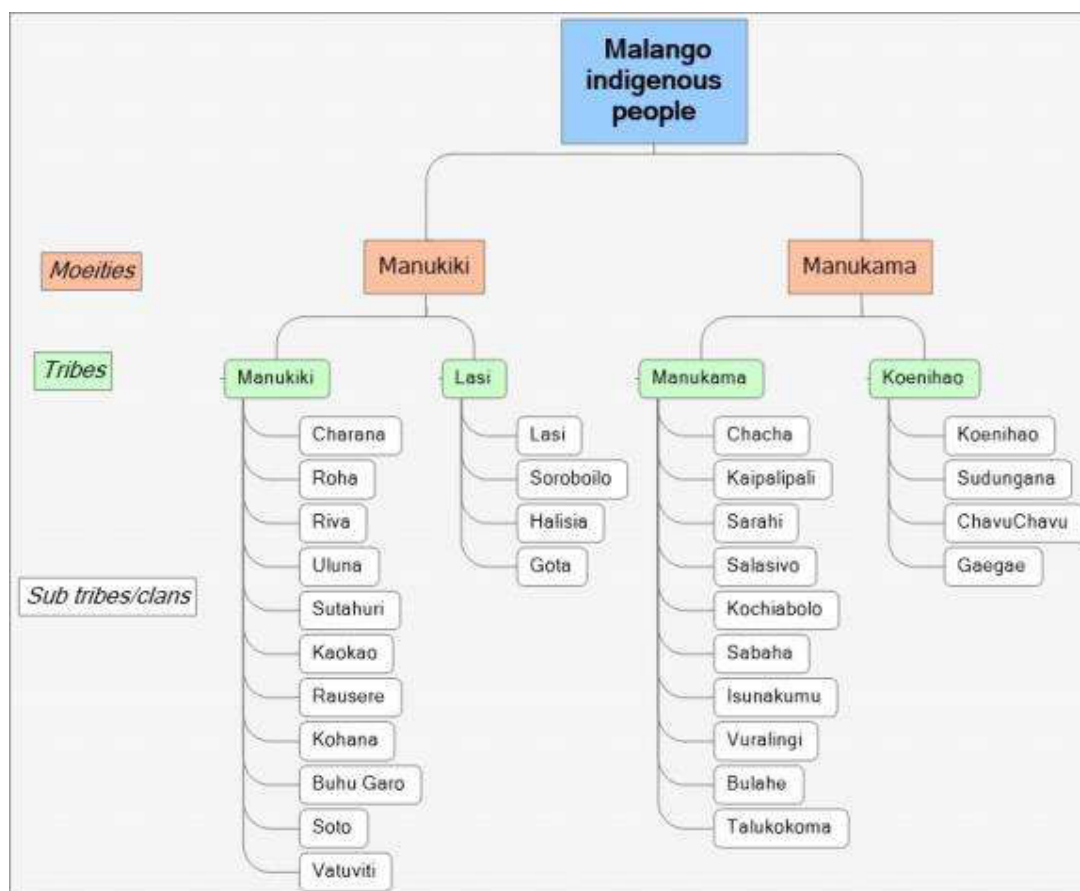 Malango
indigenous
people
Moeities
Manukiki
Manukama
Tribes
Manukiki
Lasi
Manukama
Koenihao
Sub tribes/clans
Charana
Roha
Riva
Uluna
Sutahuri
Kaokao
Rausere
Kohana
Buhu Garo
Soto
Vatuviti
Lasi
Soroboilo
Halisia
Gota
Chacha
Kaipalipali
Sarahi
Salasivo
Kochiabolo
Sabaha
Isunakumu
Vuralingi
Bulahe
Talukokoma
Koenihao
Sudungana
ChavuChavu
Gaegae